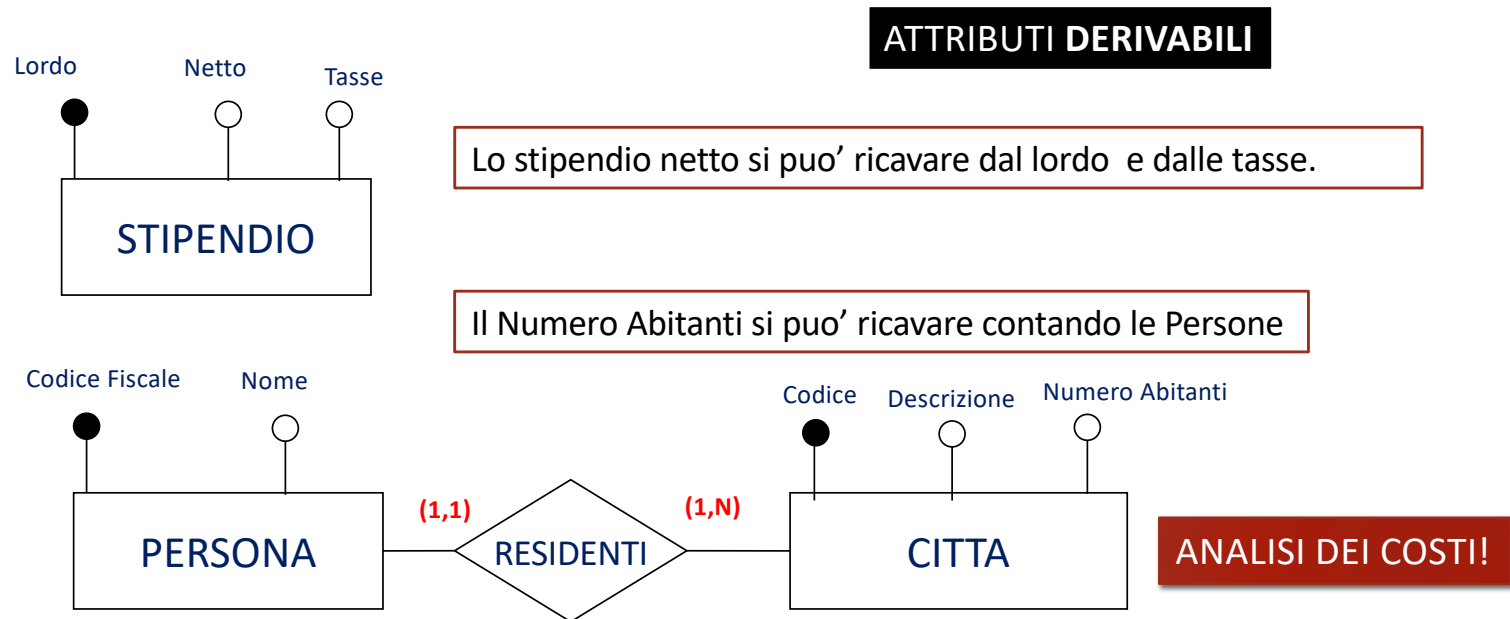 ATTRIBUTI DERIVABILI
Lordo
Netto
Tasse
Lo stipendio netto si puo’ ricavare dal lordo  e dalle tasse.
STIPENDIO
Il Numero Abitanti si puo’ ricavare contando le Persone
Codice Fiscale
Nome
Codice
Descrizione
Numero Abitanti
(1,1)
(1,N)
PERSONA
RESIDENTI
CITTA
ANALISI DEI COSTI!